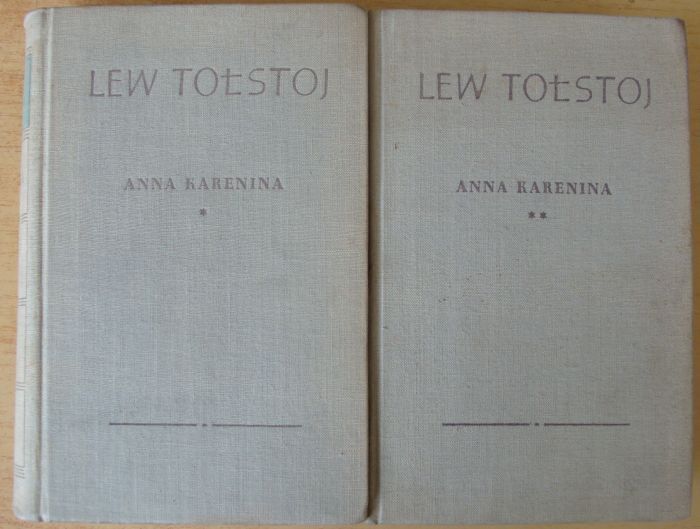 LEW TOŁSTOJ
ANNA KARENINA
*
LEW TOŁSTOJ
ANNA KARENINA
**